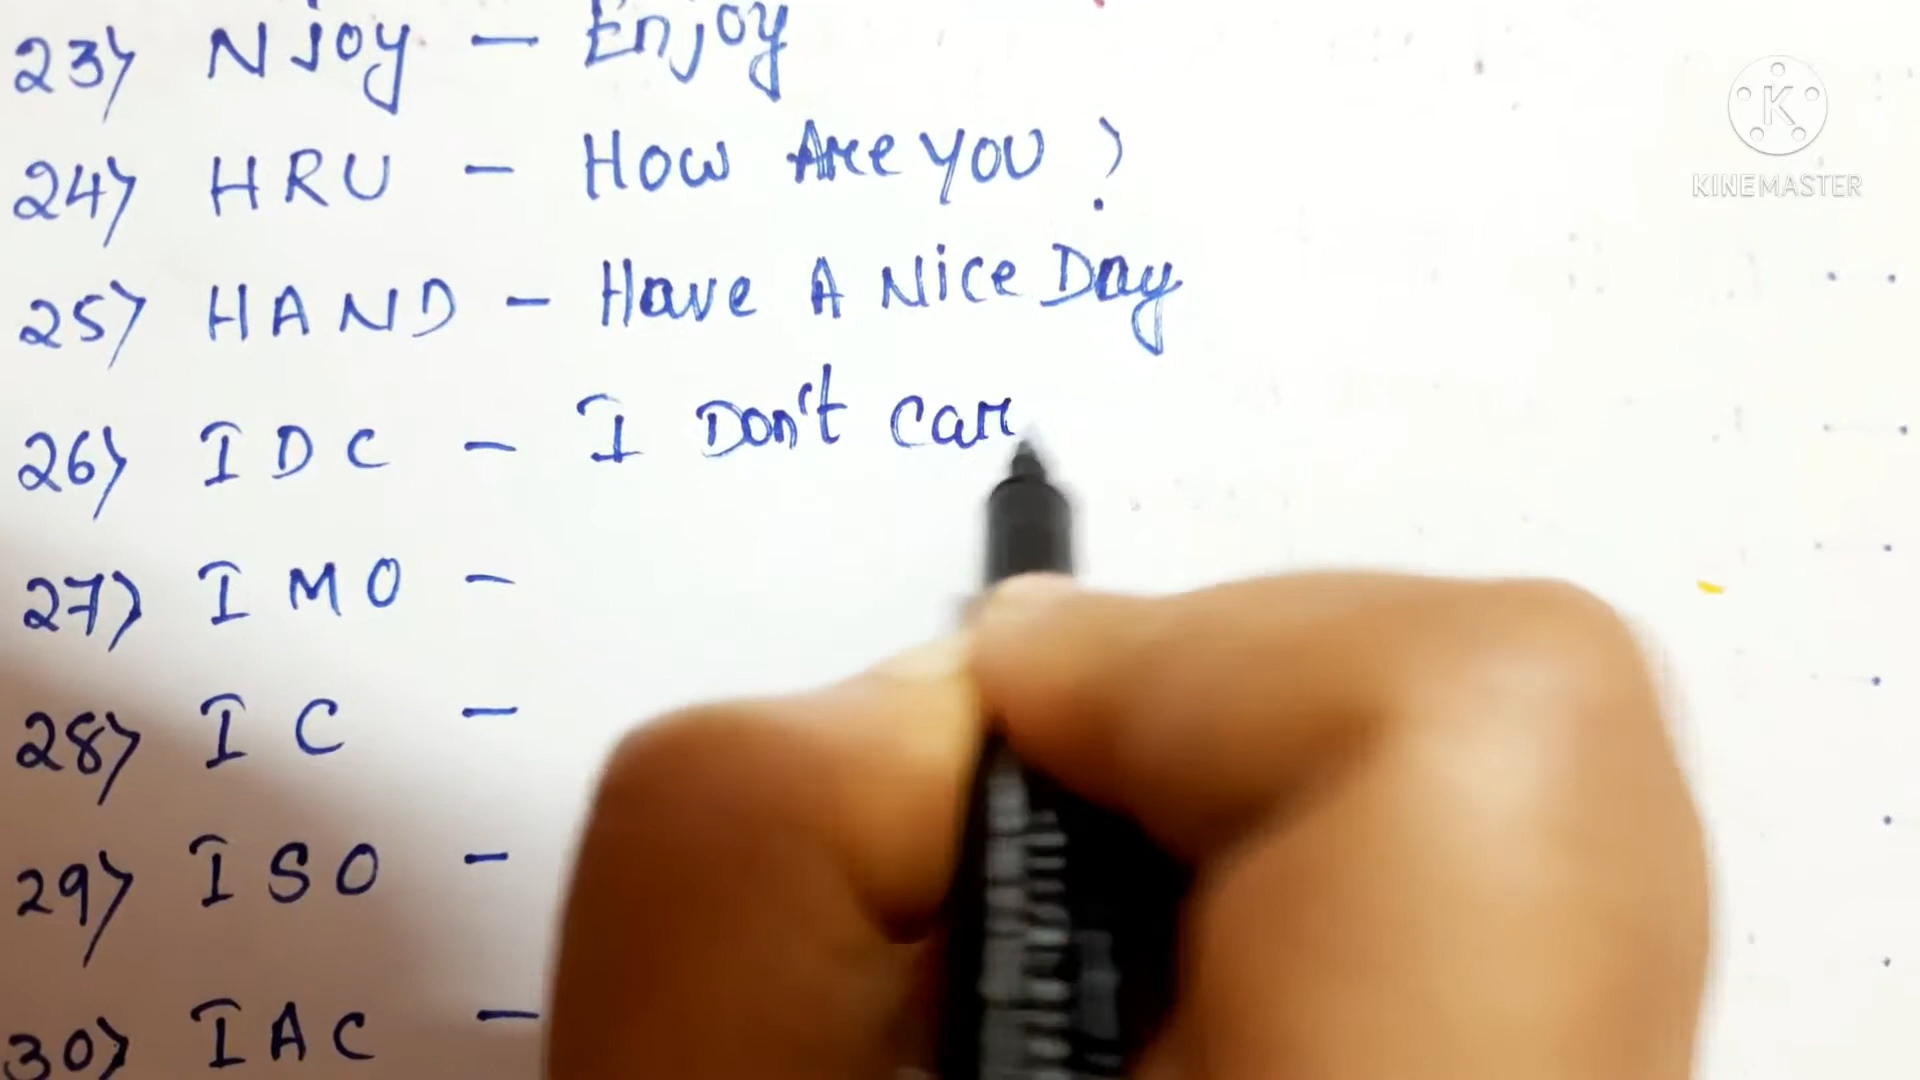 23) Njoy - Enjoy
24) HRU - How Are you ?
25) HAND - Have A Nice Day
26) IDC - I Don't Car
27) IMO -
28) IC -
29) ISO -
30) IAC -
KINEMASTER